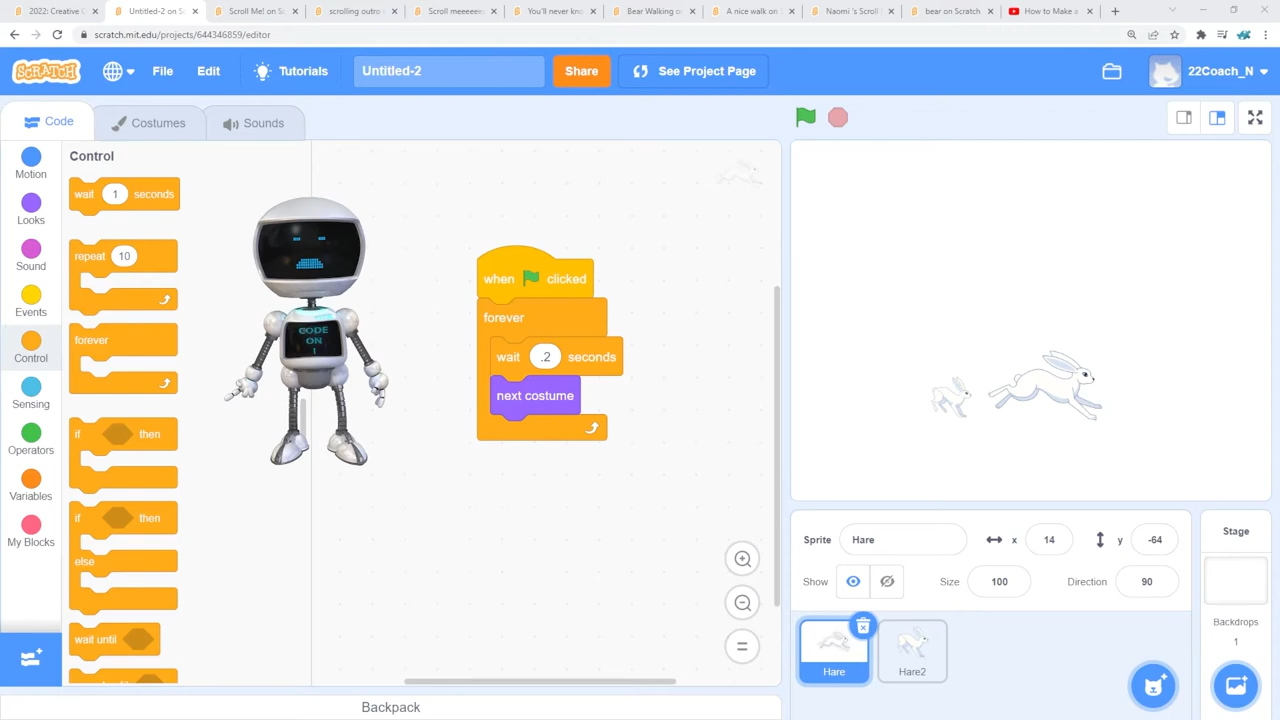 2022: Creative C
Untitled-2 on Sc
Scroll Me! on Sc
scrolling outro v
Scroll meeeeee
You'll never kno
Bear Walking o
A nice walk on
Naomi 's Scroll
bear on Scratch
How to Make a
scratch.mit.edu/projects/644346859/editor
SCRATCH
File
Edit
Tutorials
Untitled-2
Share
See Project Page
22Coach_N
Code
Costumes
Sounds
Motion
Looks
Sound
Events
Control
Sensing
Operators
Variables
My Blocks
Control
wait 1 seconds
repeat 10
forever
if then
if then
else
wait until
CODE
ON
!
when clicked
forever
wait .2 seconds
next costume
Backpack
Sprite Hare x 14 y -64
Show Size 100 Direction 90
Hare
Hare2
Stage
Backdrops
1